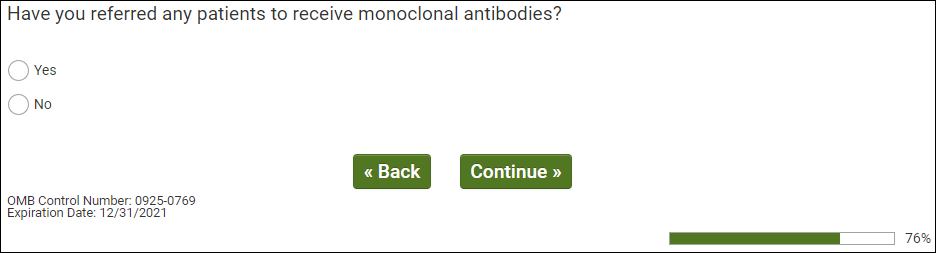 Have you referred any patients to receive monoclonal antibodies?
Yes
No
« Back
Continue »
OMB Control Number: 0925-0769
Expiration Date: 12/31/2021
76%